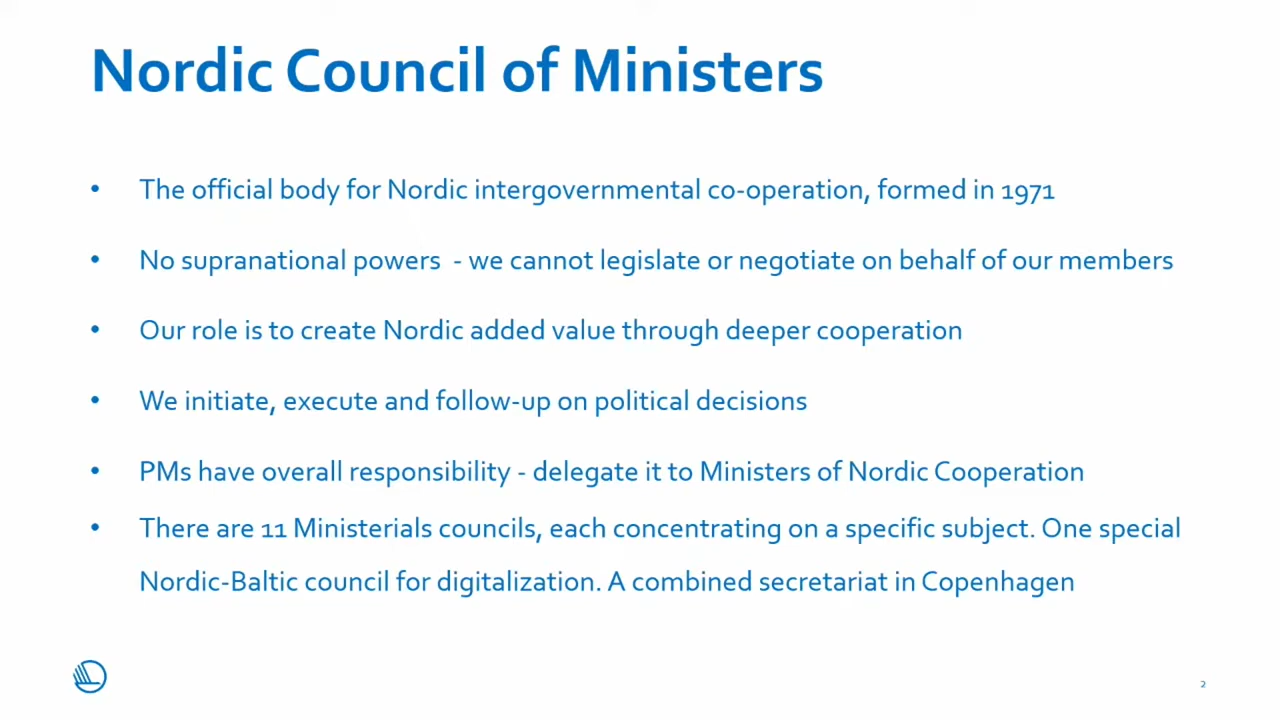 Nordic Council of Ministers
• The official body for Nordic intergovernmental co-operation, formed in 1971
• No supranational powers - we cannot legislate or negotiate on behalf of our members
• Our role is to create Nordic added value through deeper cooperation
• We initiate, execute and follow-up on political decisions
• PMs have overall responsibility - delegate it to Ministers of Nordic Cooperation
• There are 11 Ministerials councils, each concentrating on a specific subject. One special
Nordic-Baltic council for digitalization. A combined secretariat in Copenhagen
2